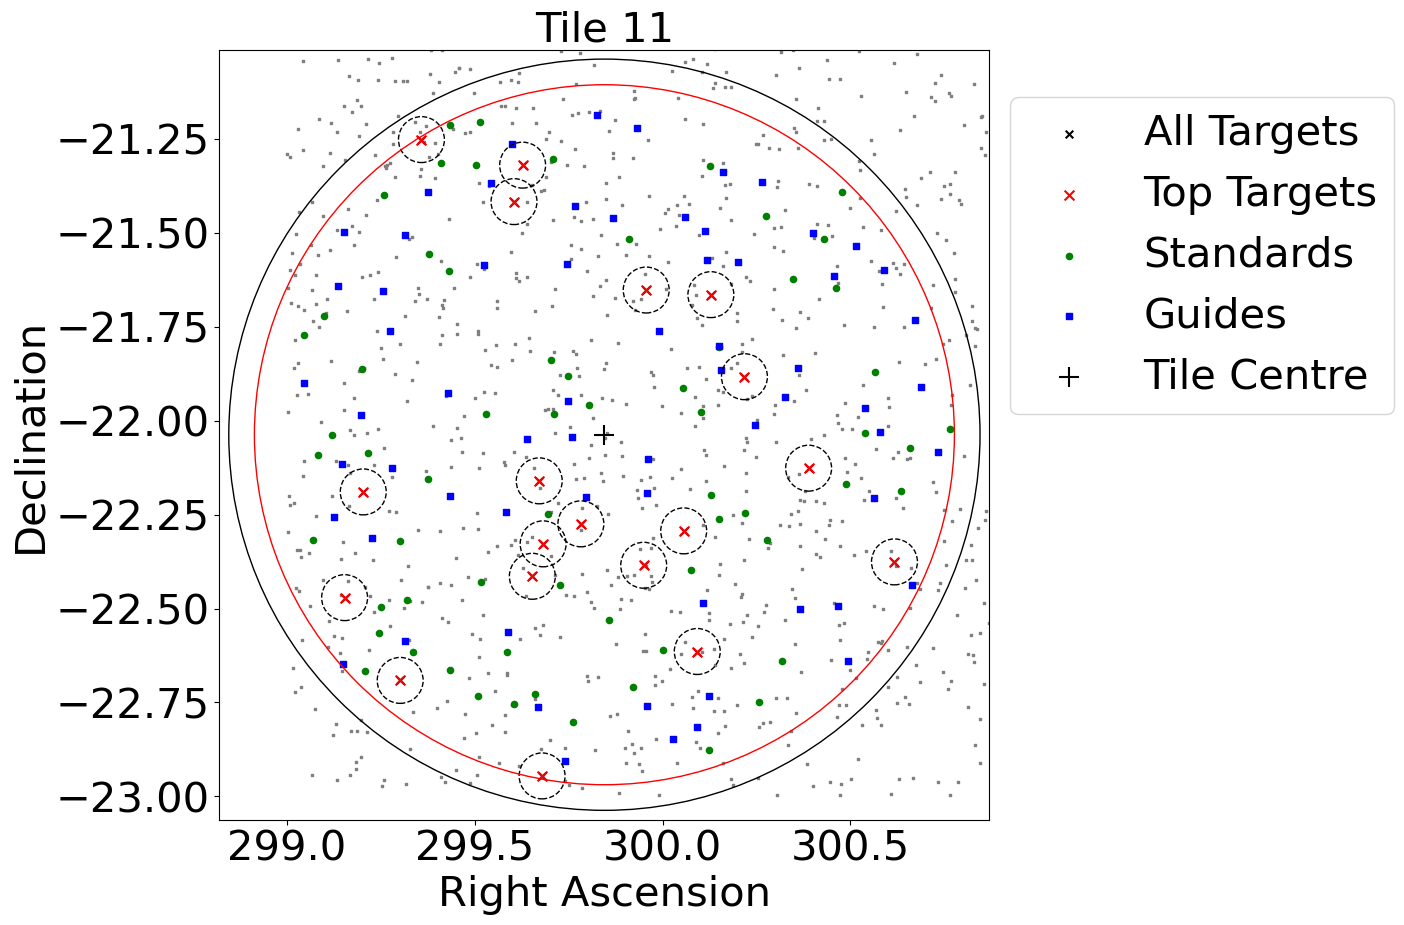 Tile 11
−21.25
−21.50
−21.75
−22.00
−22.25
−22.50
−22.75
−23.00
Declination
299.0 299.5 300.0 300.5
Right Ascension
All Targets
Top Targets
Standards
Guides
Tile Centre